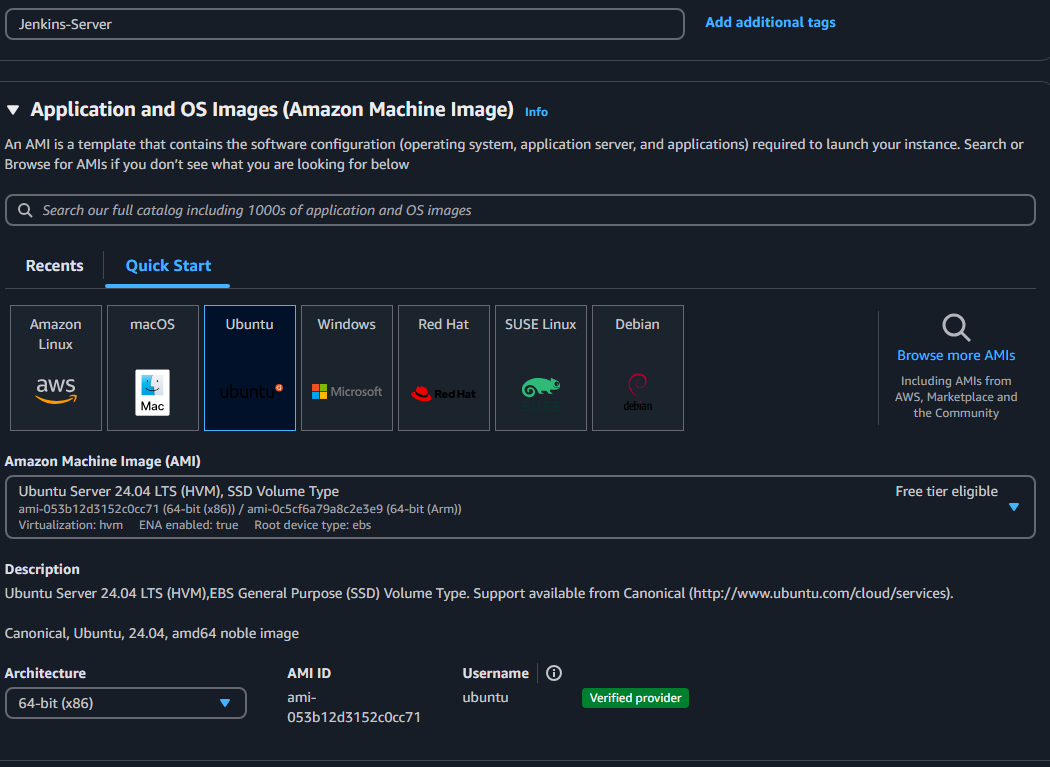 Jenkins-Server
Add additional tags
Application and OS Images (Amazon Machine Image) Info
An AMI is a template that contains the software configuration (operating system, application server, and applications) required to launch your instance. Search or
Browse for AMIs if you don’t see what you are looking for below
Search our full catalog including 1000s of application and OS images
Recents
Quick Start
Amazon
Linux
aws
macOS
Mac
Ubuntu
ubuntu
Windows
Microsoft
Red Hat
Red Hat
SUSE Linux
Debian
debian
Browse more AMIs
Including AMIs from
AWS, Marketplace and
the Community
Amazon Machine Image (AMI)
Ubuntu Server 24.04 LTS (HVM), SSD Volume Type
Free tier eligible
ami-053b12d3152c0cc71 (64-bit (x86)) / ami-0c5cf6a79a8c2e3e9 (64-bit (Arm))
Virtualization: hvm ENA enabled: true Root device type: ebs
Description
Ubuntu Server 24.04 LTS (HVM),EBS General Purpose (SSD) Volume Type. Support available from Canonical (http://www.ubuntu.com/cloud/services).
Canonical, Ubuntu, 24.04, amd64 noble image
Architecture
64-bit (x86)
AMI ID
ami-
053b12d3152c0cc71
Username
ubuntu
Verified provider